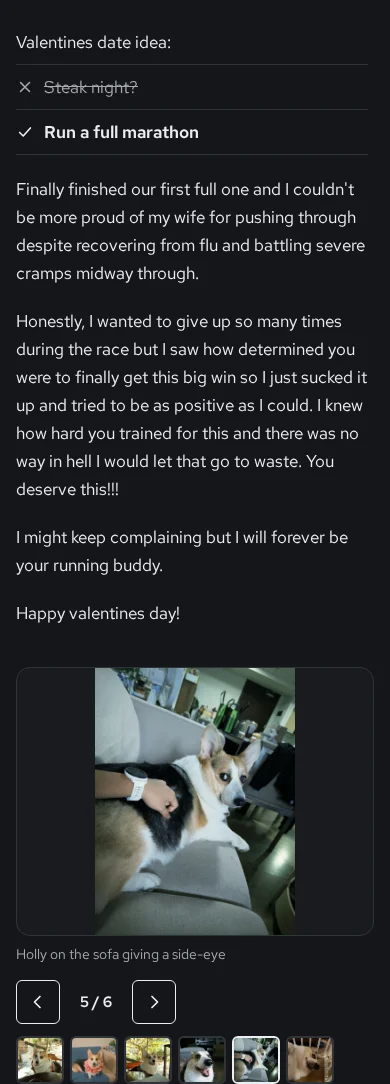 Valentines date idea:
Steak night?
Run a full marathon
Finally finished our first full one and I couldn't
be more proud of my wife for pushing through
despite recovering from flu and battling severe
cramps midway through.
Honestly, I wanted to give up so many times
during the race but I saw how determined you
were to finally get this big win so I just sucked it
up and tried to be as positive as I could. I knew
how hard you trained for this and there was no
way in hell I would let that go to waste. You
deserve this!!!
I might keep complaining but I will forever be
your running buddy.
Happy valentines day!
Holly on the sofa giving a side-eye
5 / 6